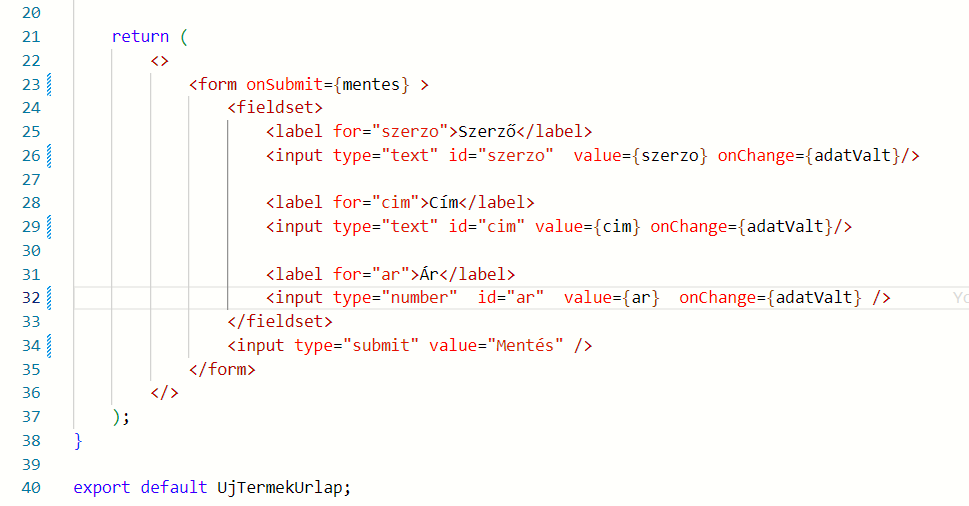 20
21 return (
22 <>
23 <form onSubmit={mentes} >
24 <fieldset>
25 <label for="szerzo">Szerző</label>
26 <input type="text" id="szerzo"  value={szerzo} onChange={adatValt}/>
27
28 <label for="cim">Cím</label>
29 <input type="text" id="cim" value={cim} onChange={adatValt}/>
30
31 <label for="ar">Ár</label>
32 <input type="number"  id="ar"  value={ar}  onChange={adatValt} />
33 </fieldset>
34 <input type="submit" value="Mentés" />
35 </form>
36 </>
37 );
38 }
39
40 export default UjTermekUrlap;